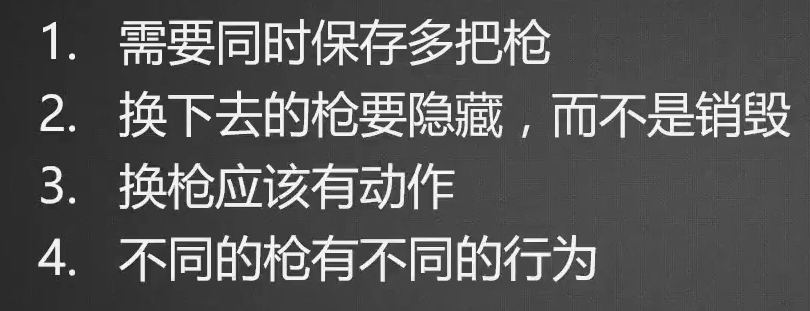 1. 需要同时保存多把枪
2. 换下去的枪要隐藏，而不是销毁
3. 换枪应该有动作
4. 不同的枪有不同的行为